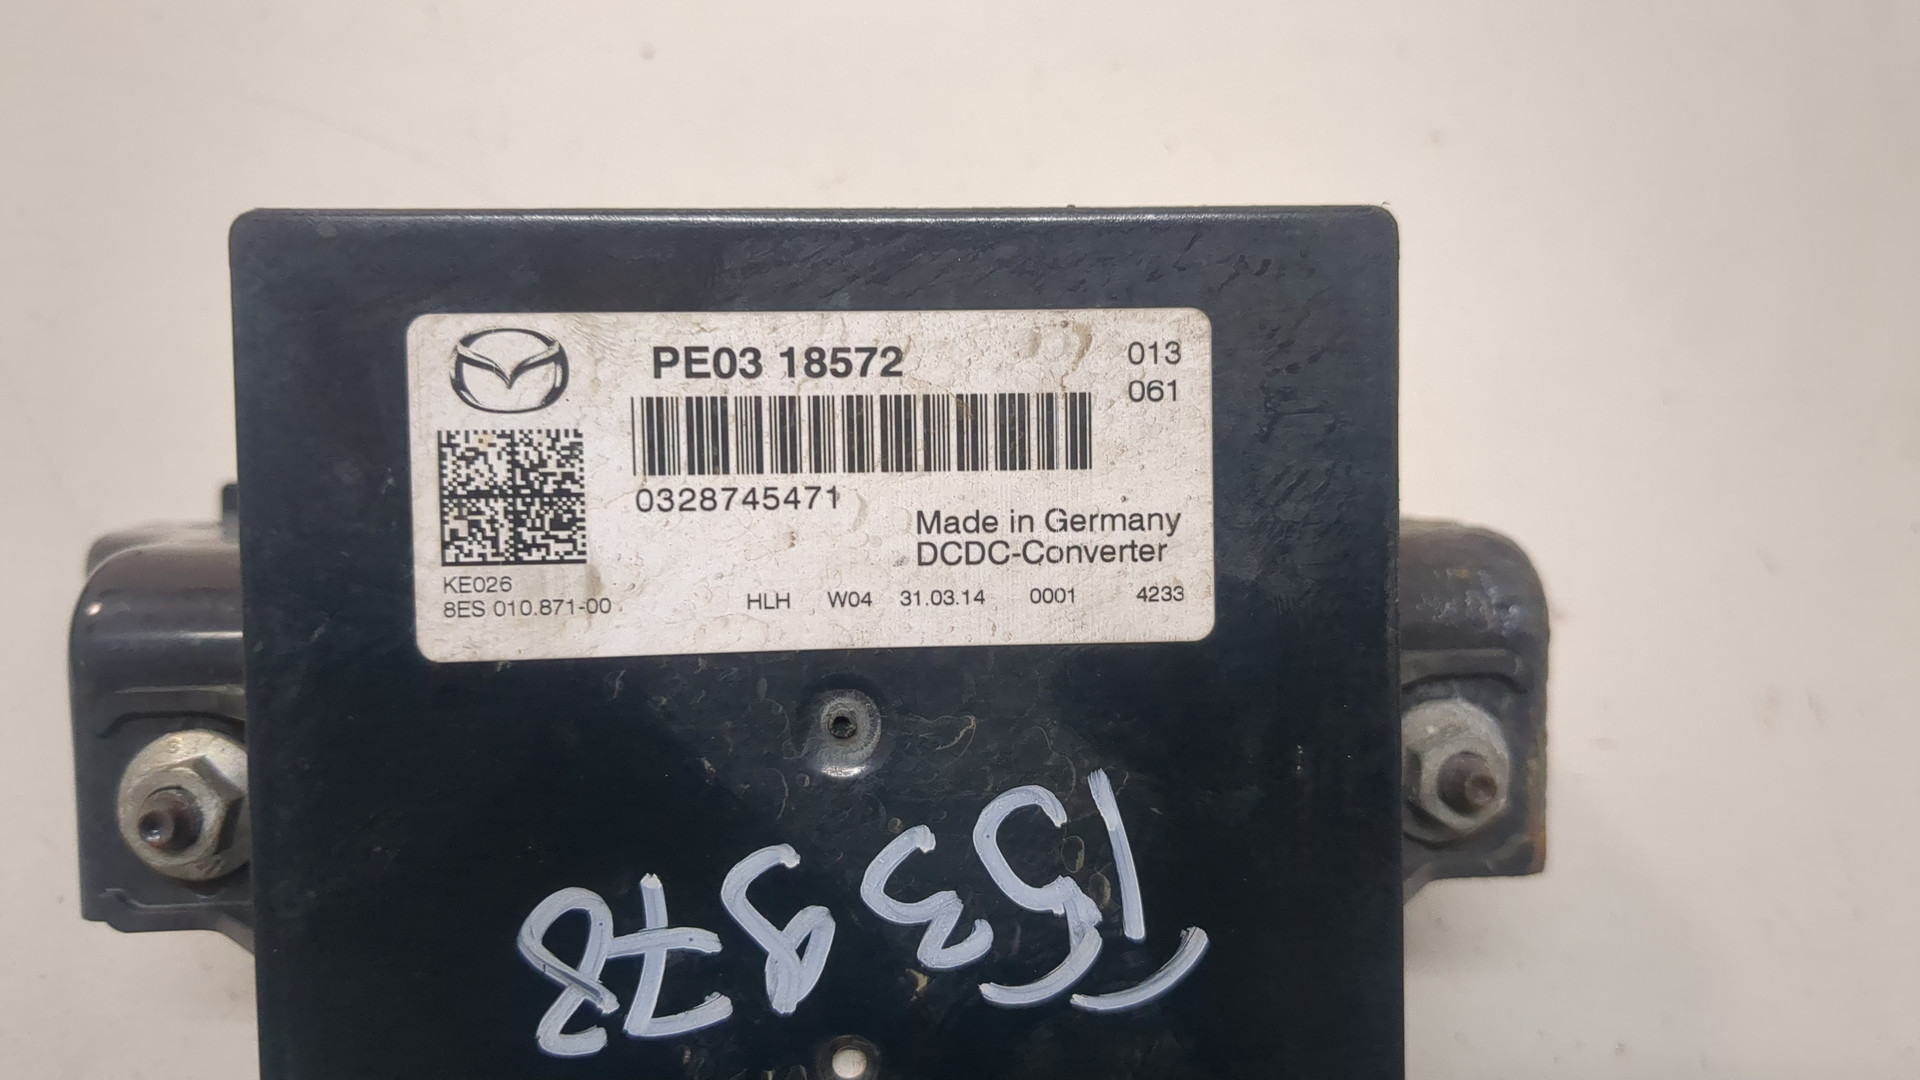 PE03 18572
013
061
0328745471
Made in Germany
DCDC-Converter
KE026
8ES 010.871-00
HLH W04 31.03.14 0001 4233